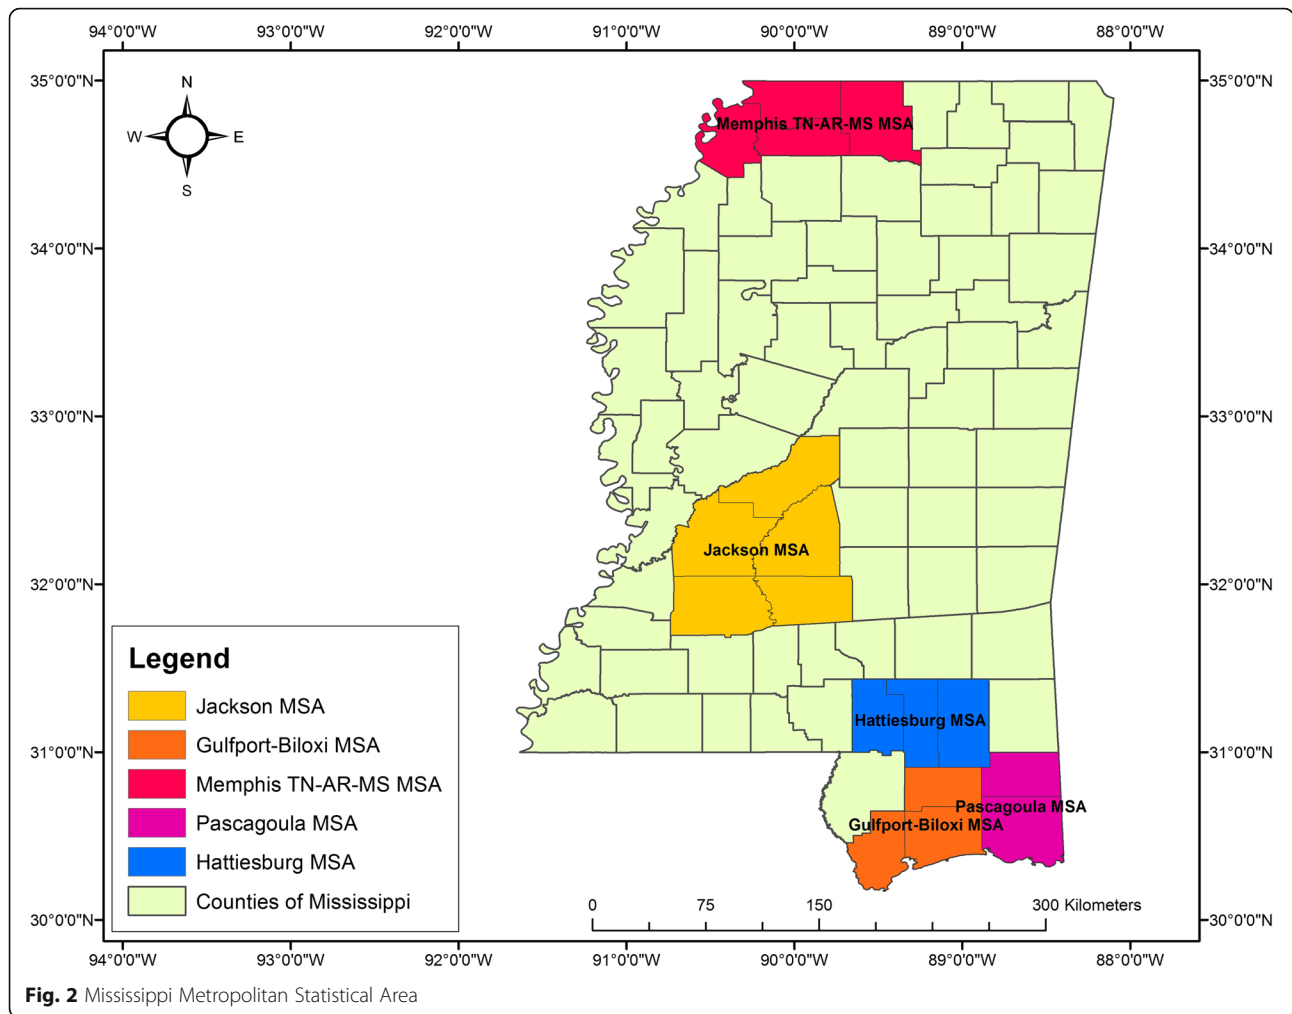 94°0'0"W 93°0'0"W 92°0'0"W 91°0'0"W 90°0'0"W 89°0'0"W 88°0'0"W
35°0'0"N 35°0'0"N
N
W E
S
Memphis TN-AR-MS MSA
34°0'0"N 34°0'0"N
33°0'0"N 33°0'0"N
Jackson MSA
32°0'0"N 32°0'0"N
Legend
Jackson MSA
Gulfport-Biloxi MSA
Memphis TN-AR-MS MSA
Pascagoula MSA
Hattiesburg MSA
Counties of Mississippi
Hattiesburg MSA
31°0'0"N 31°0'0"N
Pascagoula MSA
Gulfport-Biloxi MSA
0 75 150 300 Kilometers
30°0'0"N 30°0'0"N
94°0'0"W 93°0'0"W 92°0'0"W 91°0'0"W 90°0'0"W 89°0'0"W 88°0'0"W
Fig. 2 Mississippi Metropolitan Statistical Area